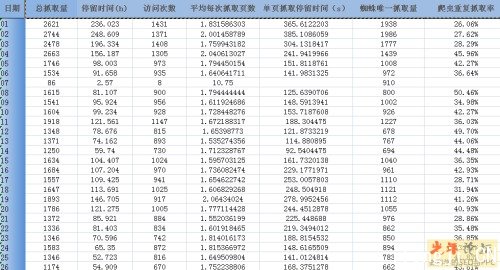 日期 总抓取量 停留时间(h) 访问次数 平均每次抓取页数 单页抓取停留时间(s) 蜘蛛唯一抓取量 爬虫重复抓取率
01 2621 236.023 1431 1.831586303 365.6122203 1938 26.06%
02 2744 248.609 1371 2.001458789 385.1086059 1986 27.62%
03 2478 196.334 1408 1.759943182 304.1318417 1777 28.29%
04 2663 156.187 1305 2.040613027 241.9419966 1439 45.96%
05 1746 98.003 973 1.794450154 151.8118761 1008 42.27%
06 1534 91.658 935 1.640641711 141.9831325 972 36.64%
07 86 2.57 8 10.75 910
08 1615 81.107 900 1.794444444 125.6390706 800 50.46%
09 1541 95.924 956 1.611924686 148.5913941 1002 34.98%
10 1604 99.234 928 1.728448276 153.7187608 926 42.27%
11 1918 121.561 1147 1.672188317 188.304475 1227 36.03%
12 1348 78.676 815 1.65398773 121.8733219 678 49.70%
13 1371 74.162 893 1.535274356 114.880895 767 44.06%
14 1250 59.74 730 1.712328767 92.5404475 694 44.48%
15 1634 104.407 1024 1.595703125 161.7320138 1040 36.35%
16 1684 107.204 970 1.736082474 229.1771971 961 42.93%
17 1557 109.425 941 1.654622742 253.0057803 1110 28.71%
18 1647 113.691 1025 1.606829268 248.504918 1121 31.94%
19 1893 146.705 917 2.06434024 278.9952456 1112 41.26%
20 1786 121.275 1005 1.777114428 244.4512878 1055 40.93%
21 1372 85.921 884 1.552036199 225.448688 976 28.86%
22 1336 81.403 834 1.601918465 219.3494012 862 35.48%
23 1346 70.596 742 1.814016173 188.8154532 850 36.85%
24 1583 65.35 872 1.815366972 148.6165509 894
25 1346 52.723 816 1.649509804 141.0124814 783
26 1174 54.909 670 1.752238806 168.3751278 662